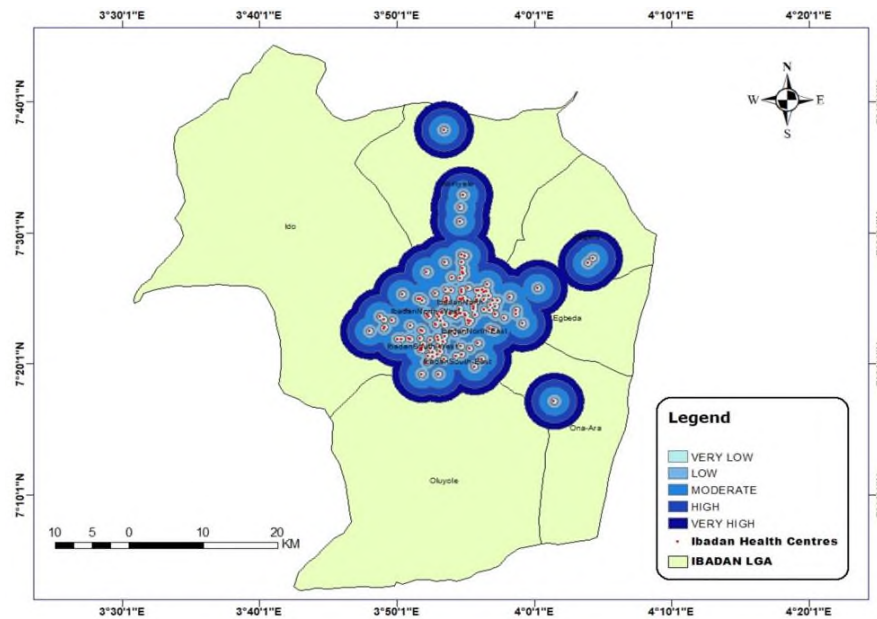 3°30'1"E 3°40'1"E 3°50'1"E 4°0'1"E 4°10'1"E 4°20'1"E
7°40'1"N
N
W E
S
7°30'1"N
Ido
Egbeda
7°20'1"N
Ona-Ara
Oluyole
7°10'1"N
Legend
VERY LOW
LOW
MODERATE
HIGH
VERY HIGH
Ibadan Health Centres
IBADAN LGA
10 5 0 10 20
KM
3°30'1"E 3°40'1"E 3°50'1"E 4°0'1"E 4°10'1"E 4°20'1"E